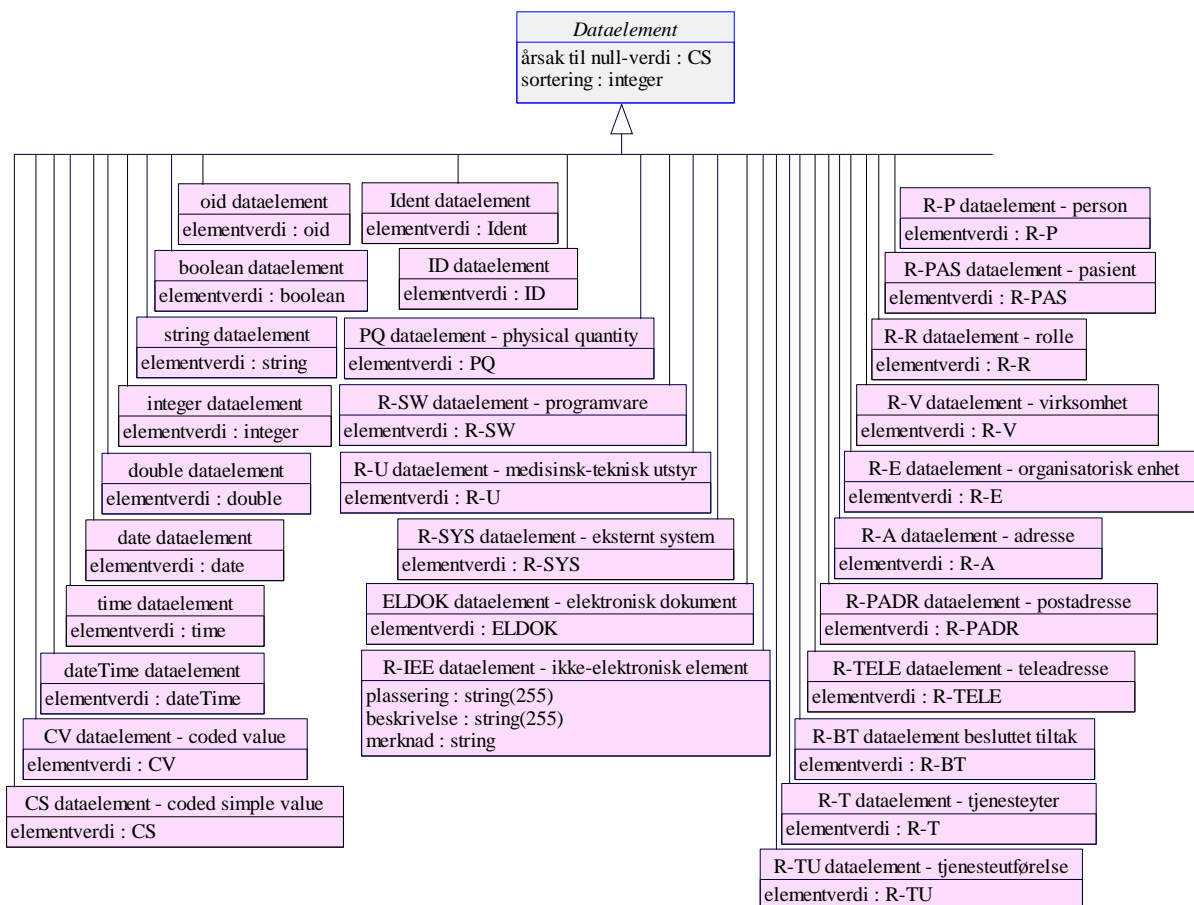 Dataelement
årsak til null-verdi : CS
sortering : integer
oid dataelement
elementverdi : oid
boolean dataelement
elementverdi : boolean
string dataelement
elementverdi : string
integer dataelement
elementverdi : integer
double dataelement
elementverdi : double
date dataelement
elementverdi : date
time dataelement
elementverdi : time
dateTime dataelement
elementverdi : dateTime
CV dataelement - coded value
elementverdi : CV
CS dataelement - coded simple value
elementverdi : CS
Ident dataelement
elementverdi : Ident
ID dataelement
elementverdi : ID
PQ dataelement - physical quantity
elementverdi : PQ
R-SW dataelement - programvare
elementverdi : R-SW
R-U dataelement - medisinsk-teknisk utstyr
elementverdi : R-U
R-SYS dataelement - eksternt system
elementverdi : R-SYS
ELDOK dataelement - elektronisk dokument
elementverdi : ELDOK
R-IEE dataelement - ikke-elektronisk element
plassering : string(255)
beskrivelse : string(255)
merknad : string
R-P dataelement - person
elementverdi : R-P
R-PAS dataelement - pasient
elementverdi : R-PAS
R-R dataelement - rolle
elementverdi : R-R
R-V dataelement - virksomhet
elementverdi : R-V
R-E dataelement - organisatorisk enhet
elementverdi : R-E
R-A dataelement - adresse
elementverdi : R-A
R-PADR dataelement - postadresse
elementverdi : R-PADR
R-TELE dataelement - teleadresse
elementverdi : R-TELE
R-BT dataelement besluttet tiltak
elementverdi : R-BT
R-T dataelement - tjenesteyter
elementverdi : R-T
R-TU dataelement - tjenesteutførelse
elementverdi : R-TU